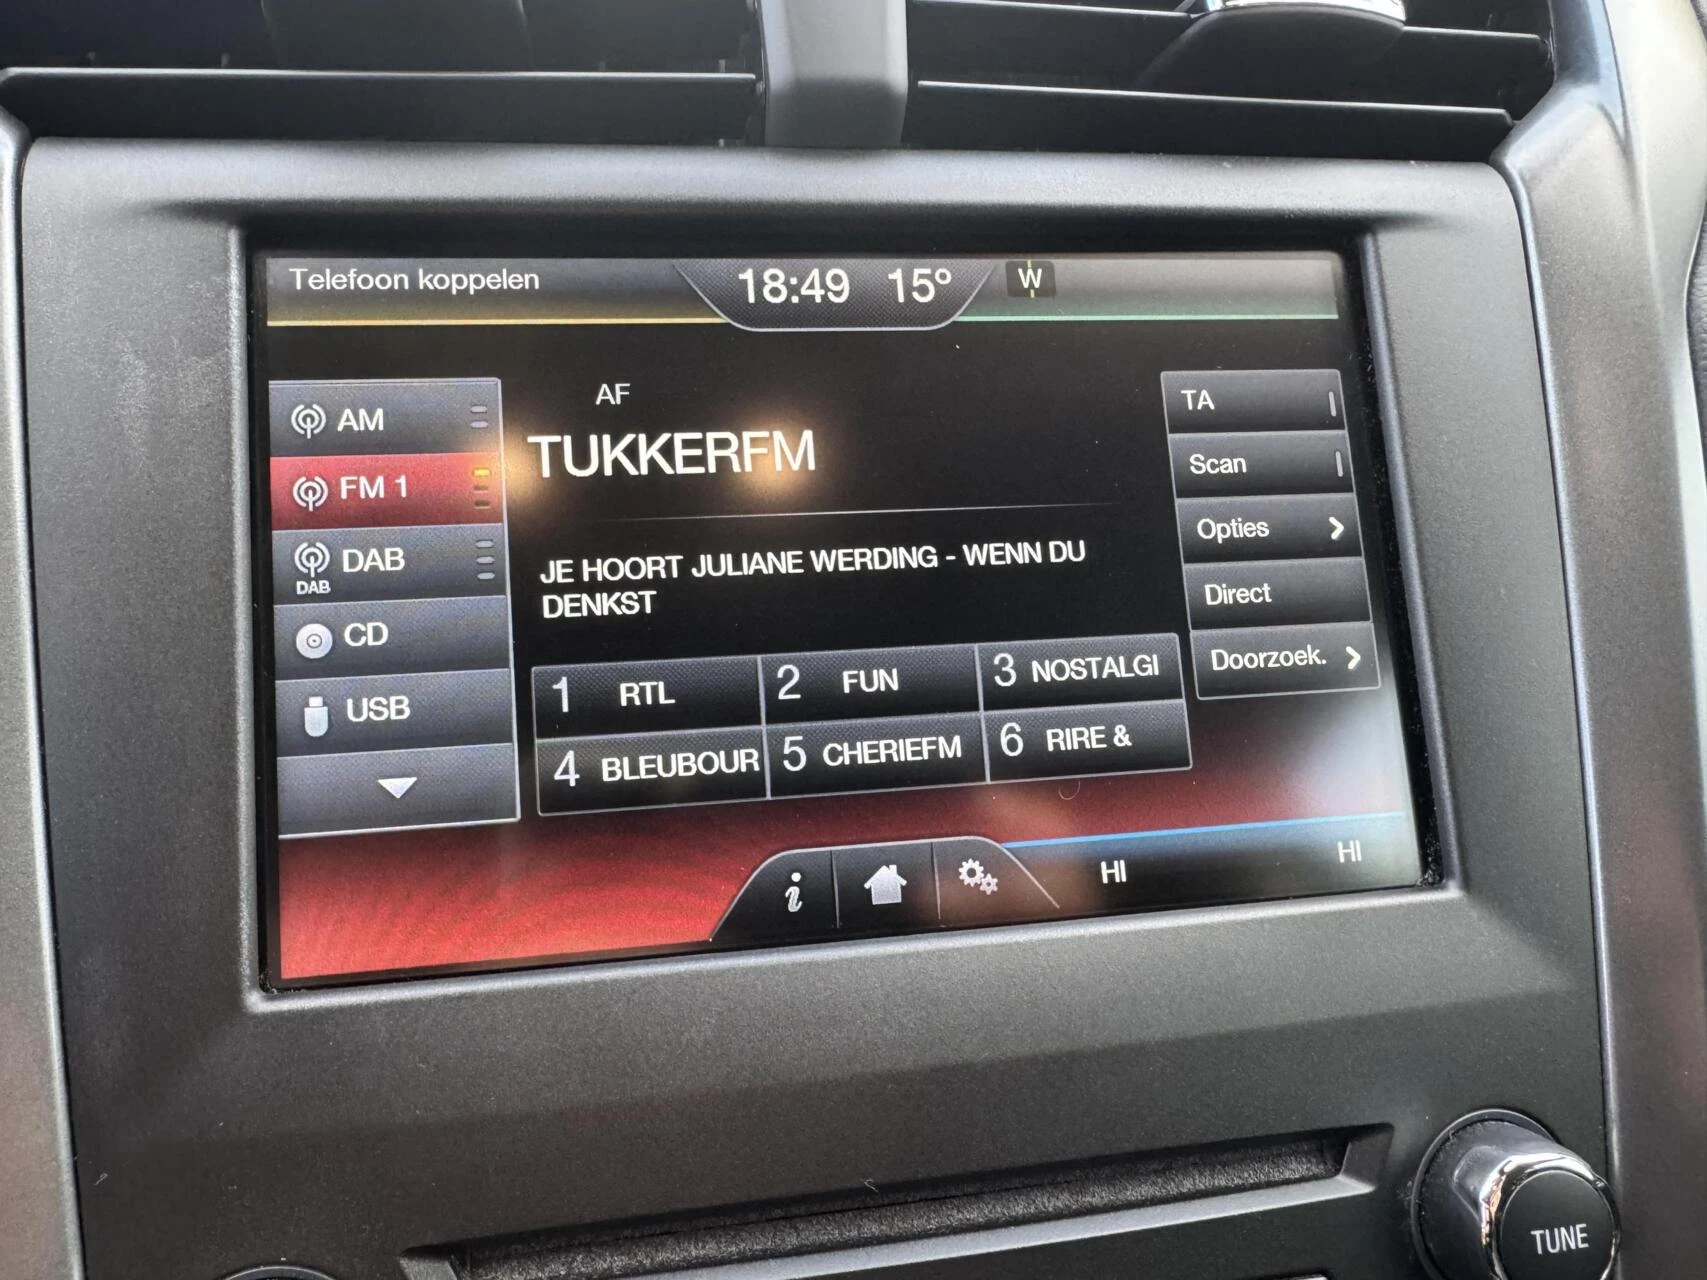 Telefoon koppelen
18:49 15º
W
AM
FM 1
DAB
DAB
CD
USB
AF
TUKKERFM
JE HOORT JULIANE WERDING - WENN DU
DENKST
1 RTL
2 FUN
3 NOSTALGI
4 BLEUBOUR
5 CHERIEFM
6 RIRE &
TA
Scan
Opties
Direct
Doorzoek.
i
HI
HI
TUNE